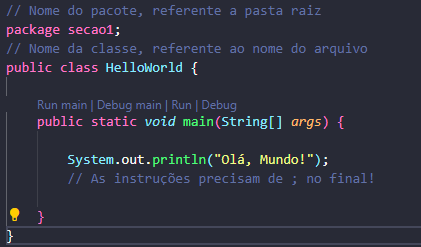 // Nome do pacote, referente a pasta raiz
package secao1;
// Nome da classe, referente ao nome do arquivo
public class HelloWorld {
Run main | Debug main | Run | Debug
public static void main(String[] args) {
System.out.println("Olá, Mundo!");
// As instruções precisam de ; no final!
}
}